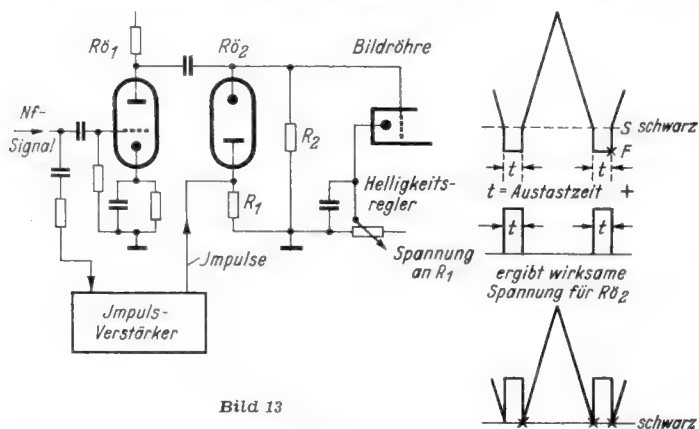 Rö1
Rö2
Bildröhre
Nf-
Signal
R2
R1
Helligkeits-
regler
Jmpulse
Spannung
an R1
Jmpuls-
Verstärker
Bild 13
S schwarz
F
t
t
t = Austastzeit +
t
t
ergibt wirksame
Spannung für Rö2
schwarz